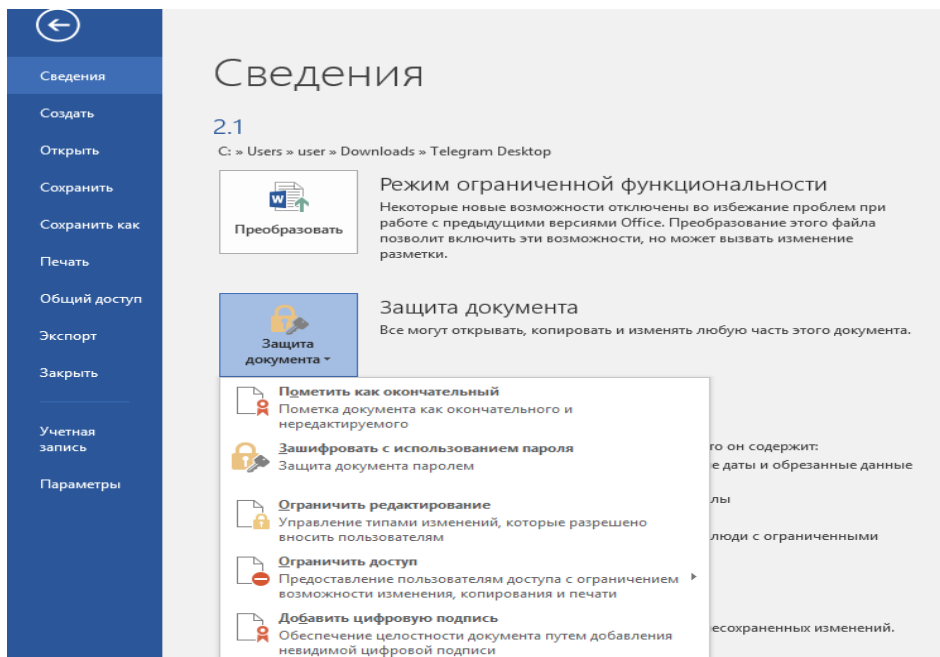 Сведения
Создать
Открыть
Сохранить
Сохранить как
Печать
Общий доступ
Экспорт
Закрыть
Учетная
запись
Параметры
Сведения
2.1
C: » Users » user » Downloads » Telegram Desktop
Преобразовать
Режим ограниченной функциональности
Некоторые новые возможности отключены во избежание проблем при
работе с предыдущими версиями Office. Преобразование этого файла
позволит включить эти возможности, но может вызвать изменение
разметки.
Защита
документа
Защита документа
Все могут открывать, копировать и изменять любую часть этого документа.
Пометить как окончательный
Пометка документа как окончательного и
нередактируемого
Зашифровать с использованием пароля
Защита документа паролем
Ограничить редактирование
Управление типами изменений, которые разрешено
вносить пользователям
Ограничить доступ
Предоставление пользователям доступа с ограничением
возможности изменения, копирования и печати
Добавить цифровую подпись
Обеспечение целостности документа путем добавления
невидимой цифровой подписи
он содержит:
даты и обрезанные данные
люди с ограниченными
изменений.